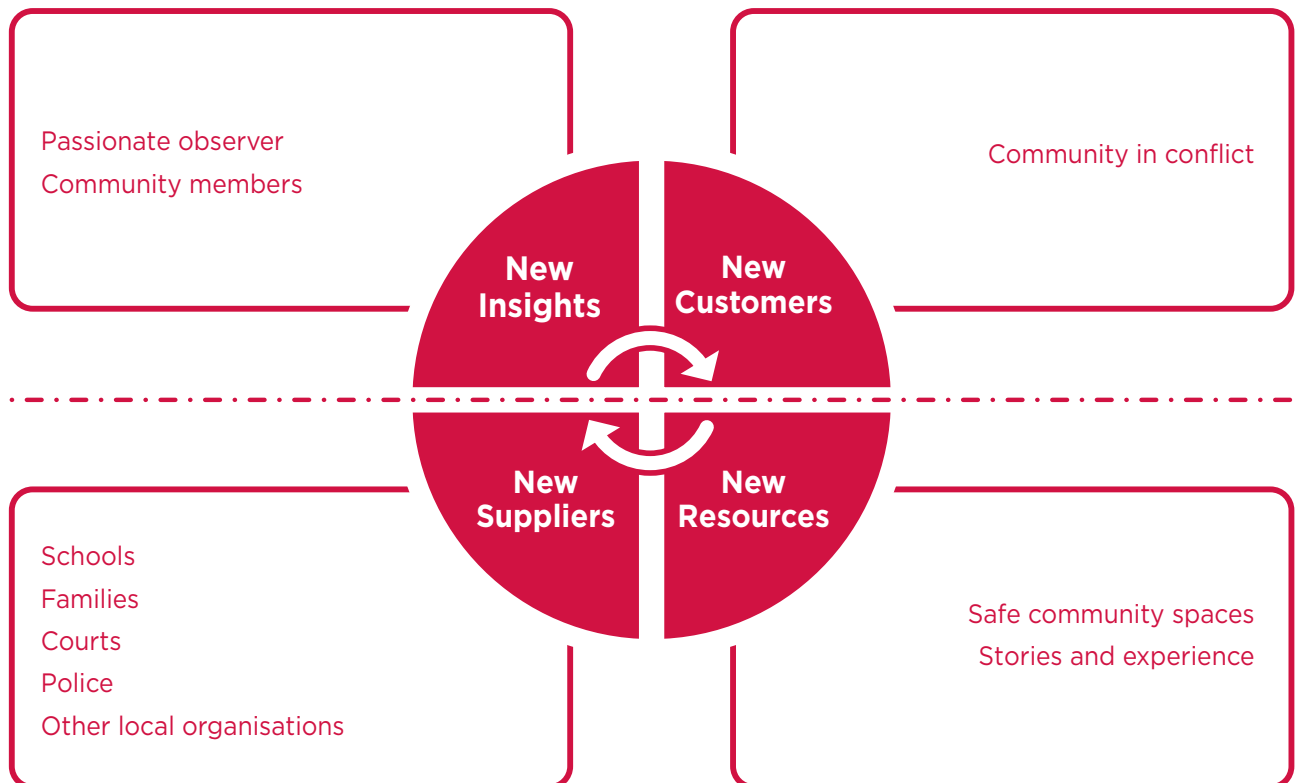 Passionate observer
Community members
Community in conflict
New
Insights
New
Customers
New
Suppliers
New
Resources
Schools
Families
Courts
Police
Other local organisations
Safe community spaces
Stories and experience